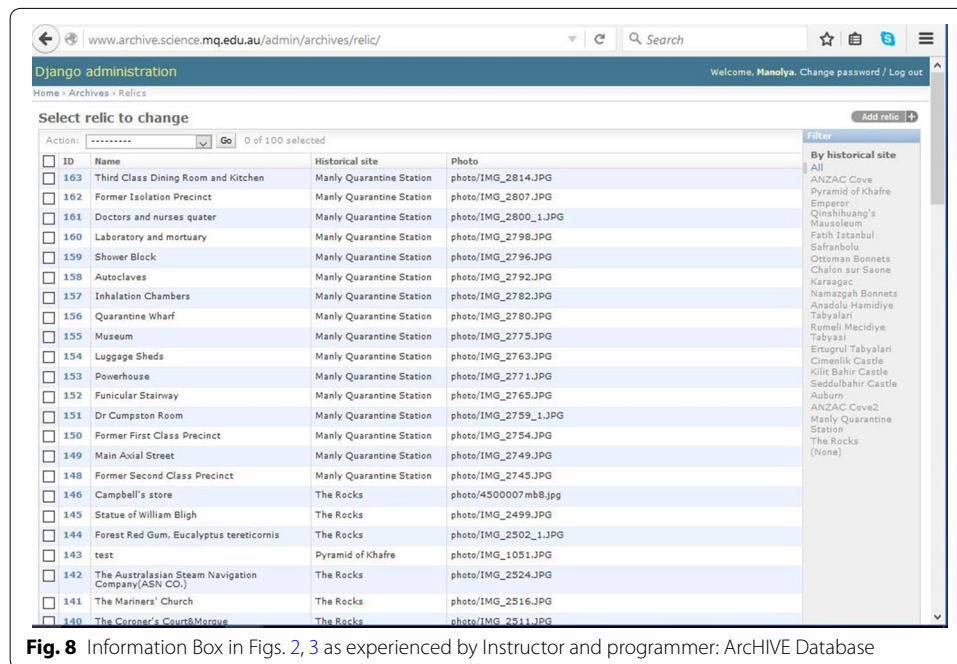 www.archive.science.mq.edu.au/admin/archives/relic/
Search
Django administration
Welcome, Manolya. Change password / Log out
Home › Archives › Relics
Select relic to change
Add relic
Action: --------- Go 0 of 100 selected
ID Name Historical site Photo
163 Third Class Dining Room and Kitchen Manly Quarantine Station photo/IMG_2814.JPG
162 Former Isolation Precinct Manly Quarantine Station photo/IMG_2807.JPG
161 Doctors and nurses quater Manly Quarantine Station photo/IMG_2800_1.JPG
160 Laboratory and mortuary Manly Quarantine Station photo/IMG_2798.JPG
159 Shower Block Manly Quarantine Station photo/IMG_2796.JPG
158 Autoclaves Manly Quarantine Station photo/IMG_2792.JPG
157 Inhalation Chambers Manly Quarantine Station photo/IMG_2782.JPG
156 Quarantine Wharf Manly Quarantine Station photo/IMG_2780.JPG
155 Museum Manly Quarantine Station photo/IMG_2775.JPG
154 Luggage Sheds Manly Quarantine Station photo/IMG_2763.JPG
153 Powerhouse Manly Quarantine Station photo/IMG_2771.JPG
152 Funicular Stairway Manly Quarantine Station photo/IMG_2765.JPG
151 Dr Cumpston Room Manly Quarantine Station photo/IMG_2759_1.JPG
150 Former First Class Precinct Manly Quarantine Station photo/IMG_2754.JPG
149 Main Axial Street Manly Quarantine Station photo/IMG_2749.JPG
148 Former Second Class Precinct Manly Quarantine Station photo/IMG_2745.JPG
146 Campbell's store The Rocks photo/4500007mb8.jpg
145 Statue of William Bligh The Rocks photo/IMG_2499.JPG
144 Forest Red Gum, Eucalyptus tereticornis The Rocks photo/IMG_2502_1.JPG
143 test Pyramid of Khafre photo/IMG_1051.JPG
142 The Australasian Steam Navigation The Rocks photo/IMG_2524.JPG
Company(ASN CO.)
141 The Mariners' Church The Rocks photo/IMG_2516.JPG
140 The Coroner's Court&Morgue The Rocks photo/IMG_2511.JPG
Filter
By historical site
All
ANZAC Cove
Pyramid of Khafre
Emperor
Qinshihuang's
Mausoleum
Fatih Istanbul
Safranbolu
Ottoman Bonnets
Chalon sur Saone
Karaagac
Namazgah Bonnets
Anadolu Hamidiye
Tabyalari
Rumeli Mecidiye
Tabyasi
Ertugrul Tabyalari
Cimenlik Castle
Kilit Bahir Castle
Seddulbahir Castle
Auburn
ANZAC Cove2
Manly Quarantine
Station
The Rocks
(None)
Fig. 8 Information Box in Figs. 2, 3 as experienced by Instructor and programmer: ArcHIVE Database